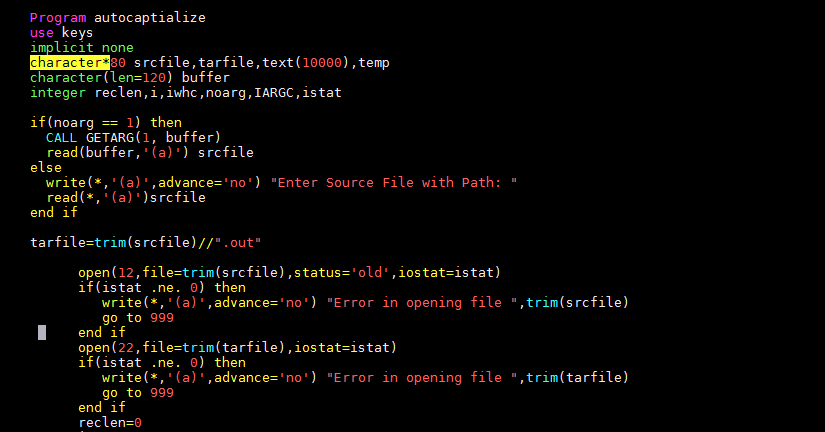 Program autocaptialize
use keys
implicit none
character*80 srcfile,tarfile,text(10000),temp
character(len=120) buffer
integer reclen,i,iwhc,noarg,IARGC,istat
if(noarg == 1) then
CALL GETARG(1, buffer)
read(buffer,'(a)') srcfile
else
write(*,'(a)',advance='no') "Enter Source File with Path: "
read(*,'(a)')srcfile
end if
tarfile=trim(srcfile)//".out"
open(12,file=trim(srcfile),status='old',iostat=istat)
if(istat .ne. 0) then
write(*,'(a)',advance='no') "Error in opening file ",trim(srcfile)
go to 999
end if
open(22,file=trim(tarfile),iostat=istat)
if(istat .ne. 0) then
write(*,'(a)',advance='no') "Error in opening file ",trim(tarfile)
go to 999
end if
reclen=0